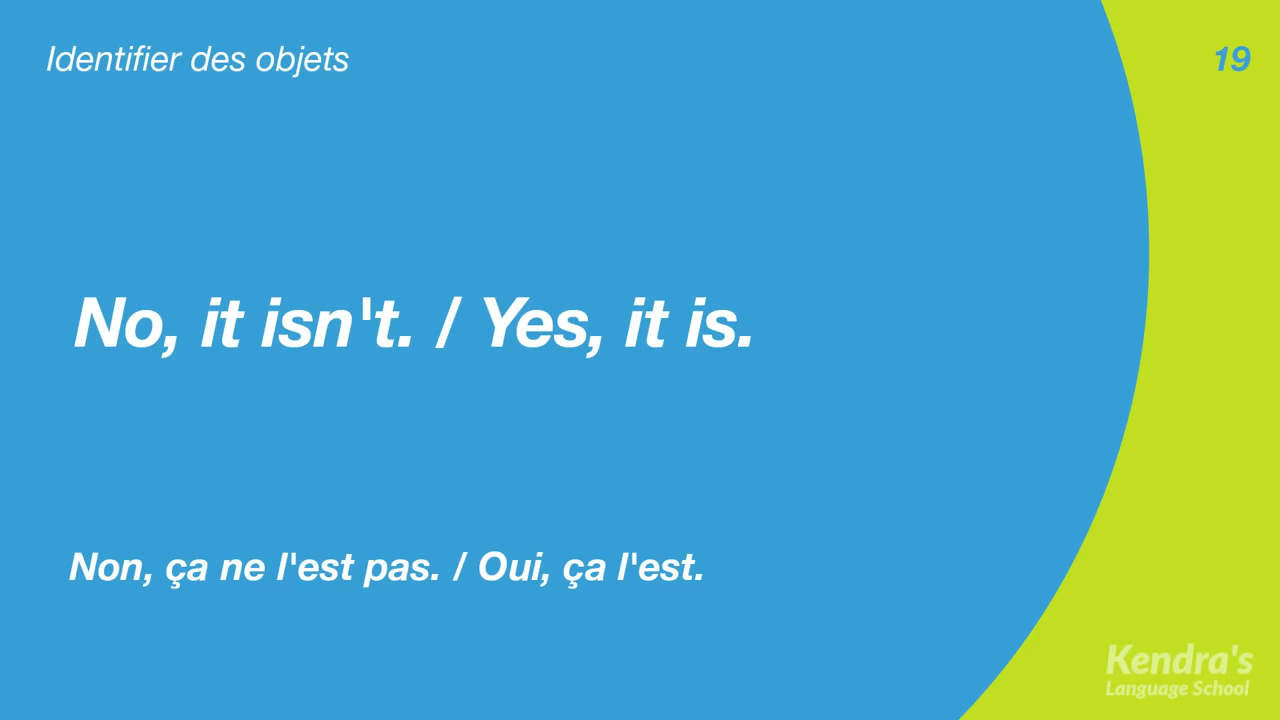 Identifier des objets
19
No, it isn't. / Yes, it is.
Non, ça ne l'est pas. / Oui, ça l'est.
Kendra's
Language School